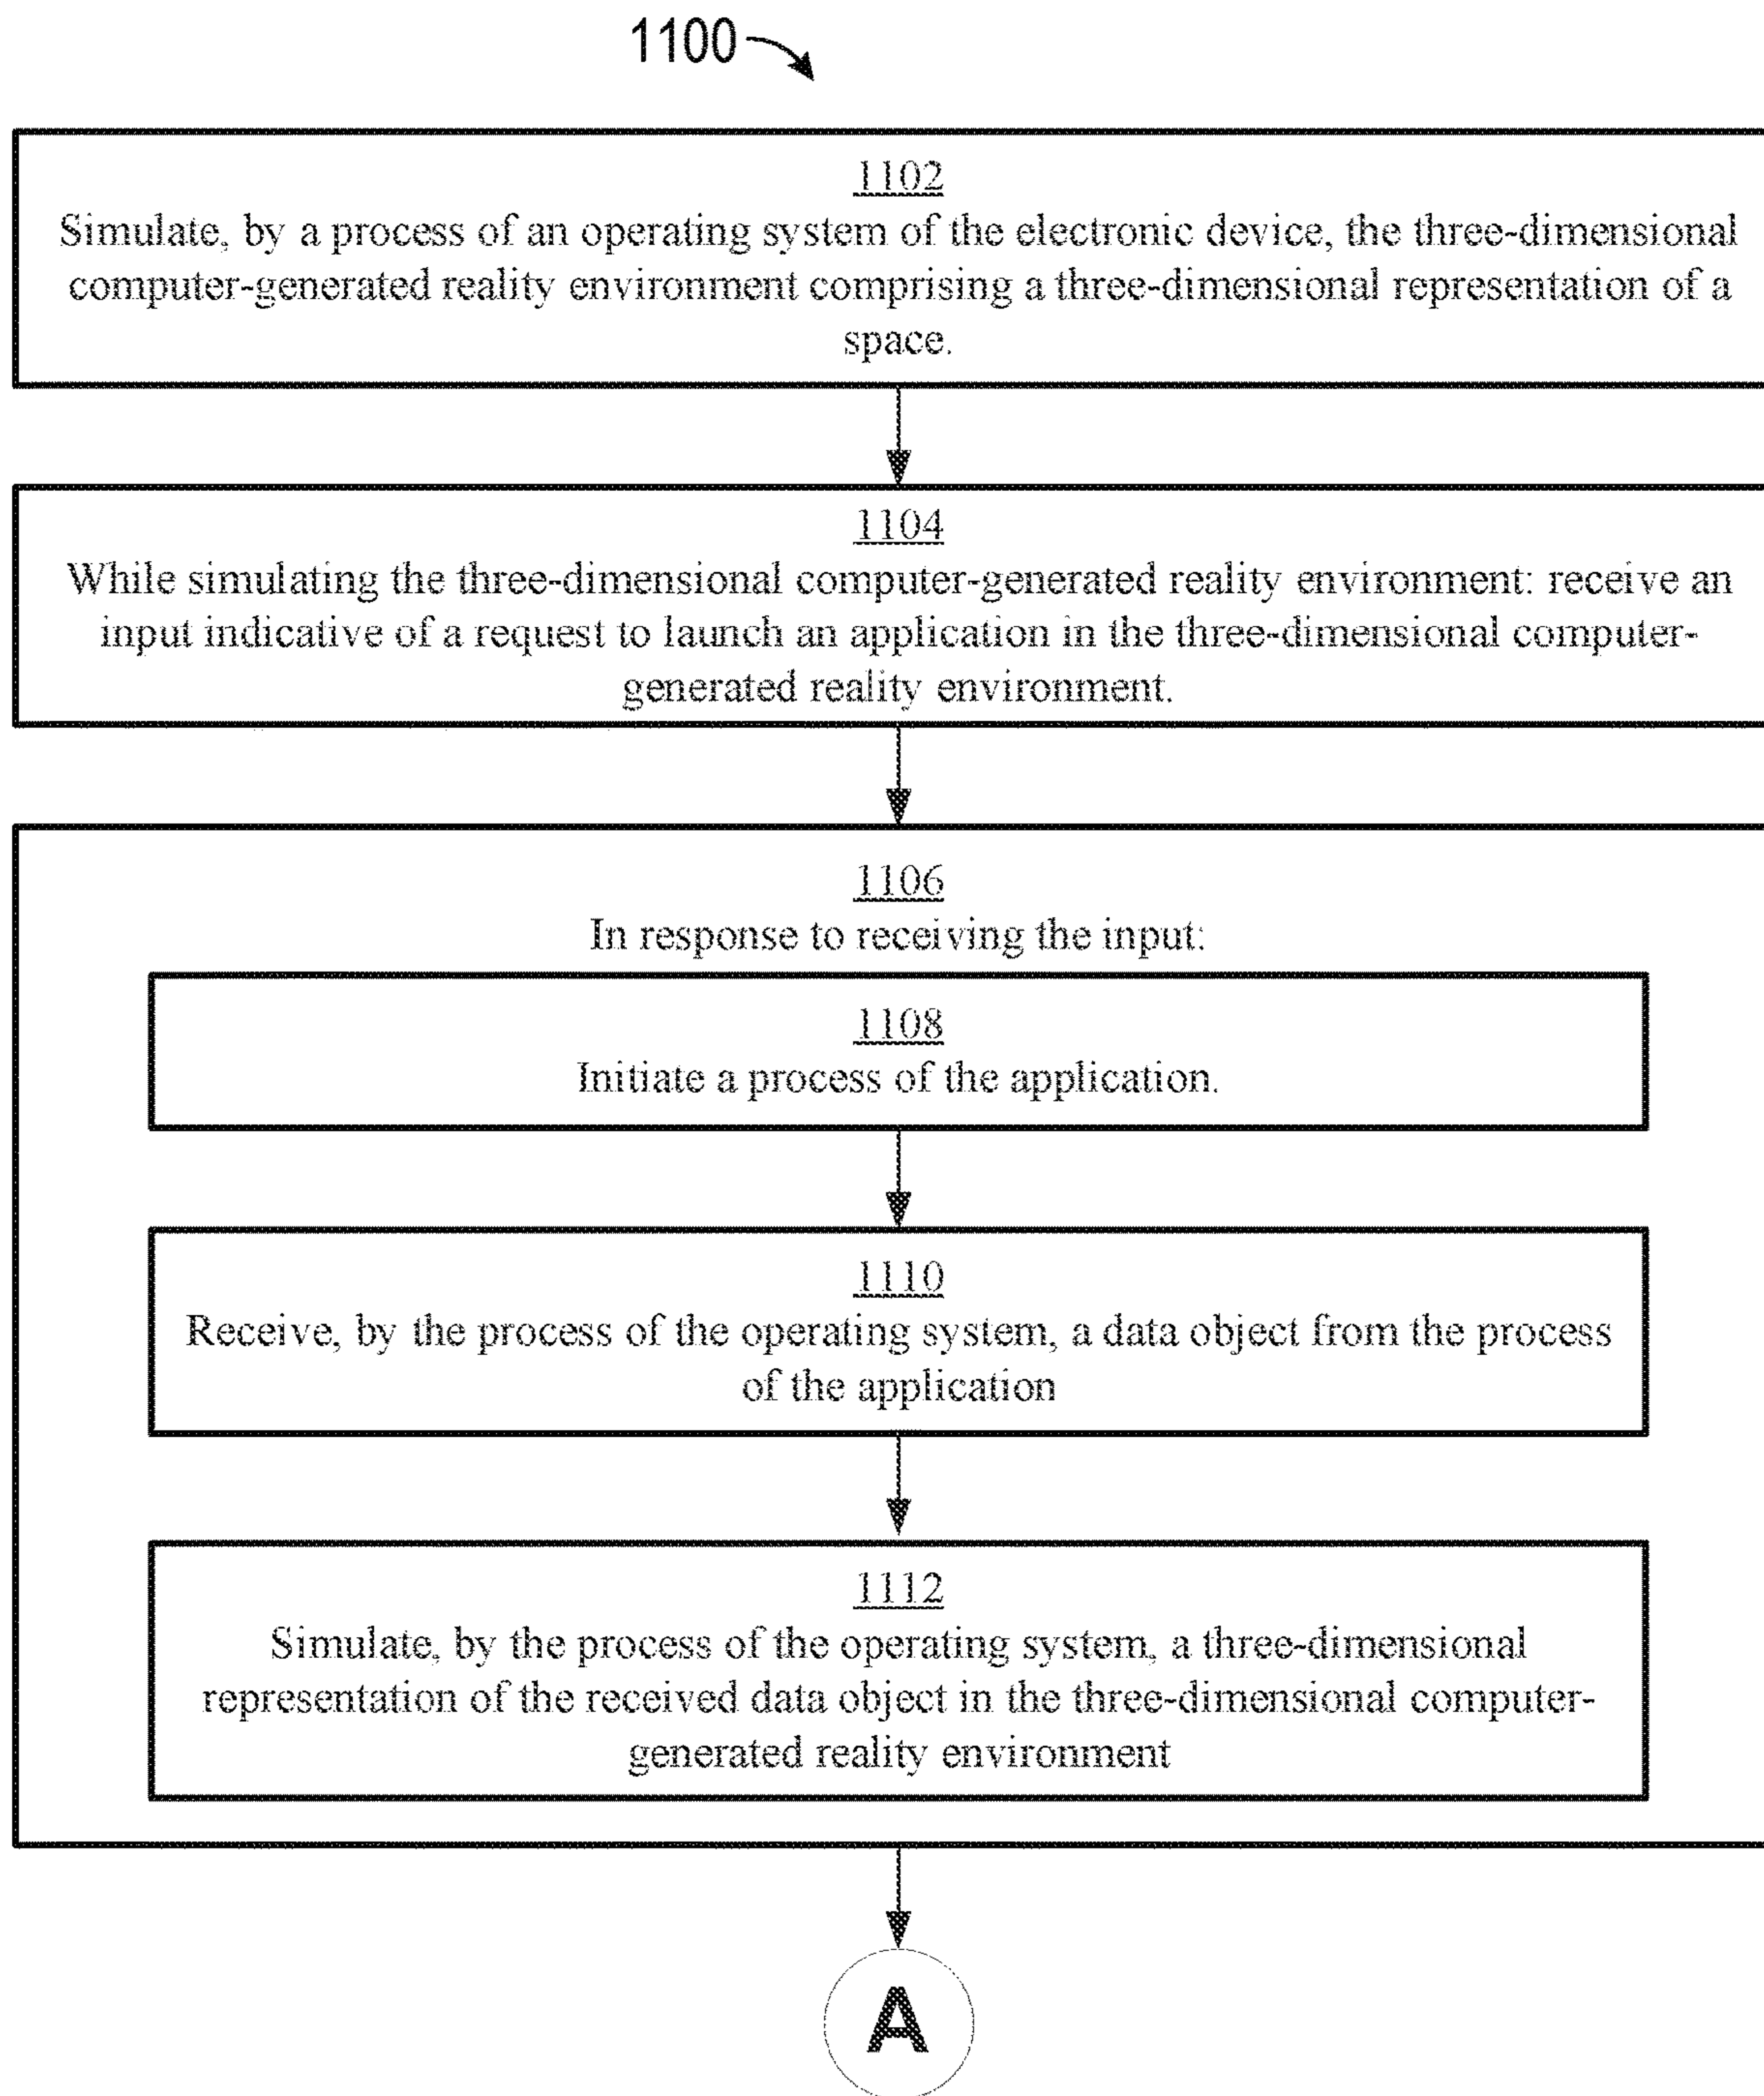 1100
1102
Simulate, by a process of an operating system of the electronic device, the three-dimensional
computer-generated reality environment comprising a three-dimensional representation of a
space.
1104
While simulating the three-dimensional computer-generated reality environment: receive an
input indicative of a request to launch an application in the three-dimensional computer-
generated reality environment.
1106
In response to receiving the input:
1108
Initiate a process of the application.
1110
Receive, by the process of the operating system, a data object from the process
of the application
1112
Simulate, by the process of the operating system, a three-dimensional
representation of the received data object in the three-dimensional computer-
generated reality environment
A